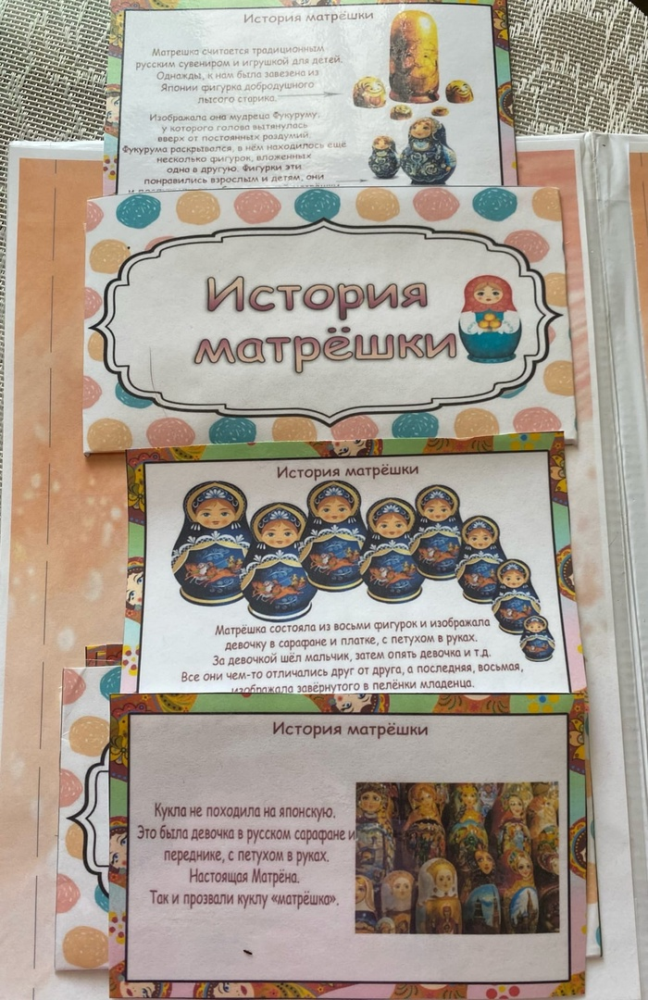 История матрёшки
Матрешка считается традиционным
русским сувениром и игрушкой для детей.
Однажды, к нам была завезена из
Японии фигурка добродушного
лысого старика.
Изображала она мудреца Фукуруму,
у которого голова вытянулась
вверх от постоянных раздумий.
Фукурума раскрывался, в нём находилось ещё
несколько фигурок, вложенных
одна в другую. Фигурки эти
понравились взрослым и детям, они
История
матрёшки
История матрёшки
Матрёшка состояла из восьми фигурок и изображала
девочку в сарафане и платке, с петухом в руках.
За девочкой шёл мальчик, затем опять девочка и т.д.
Все они чем-то отличались друг от друга, а последняя, восьмая,
изображала завёрнутого в пелёнки младенца.
История матрёшки
Кукла не походила на японскую.
Это была девочка в русском сарафане и
переднике, с петухом в руках.
Настоящая Матрёна.
Так и прозвали куклу «матрёшка».